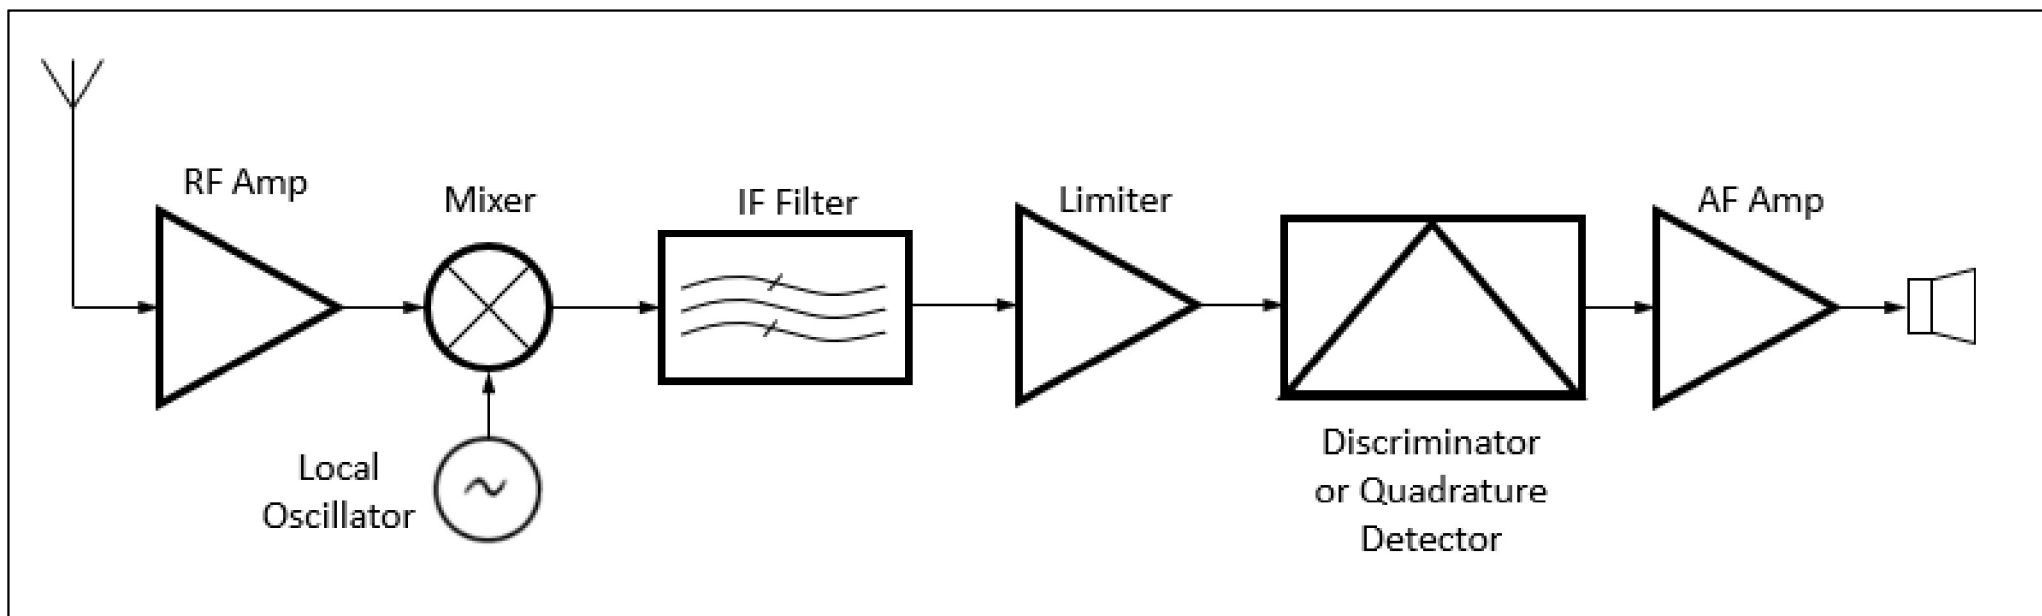 RF Amp
Mixer
IF Filter
Limiter
AF Amp
Local
Oscillator
Discriminator
or Quadrature
Detector